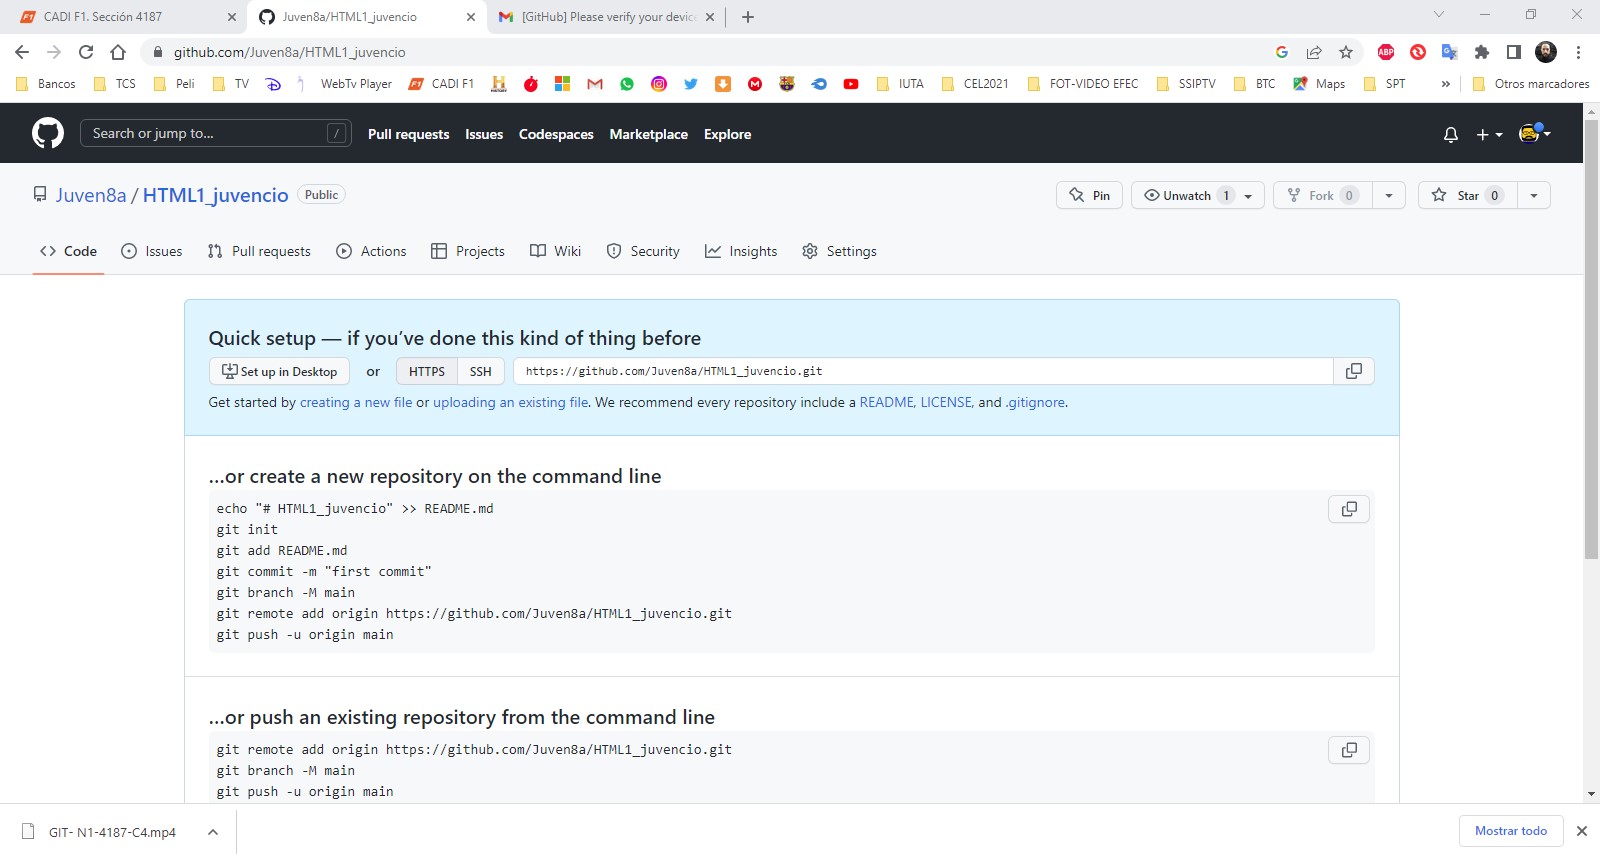 CADI F1. Sección 4187
Juven8a/HTML1_juvencio
[GitHub] Please verify your device
github.com/Juven8a/HTML1_juvencio
Bancos TCS Peli TV WebTv Player CADI F1 HISTORY IUTA CEL2021 FOT-VIDEO EFEC SSIPTV BTC Maps SPT » Otros marcadores
Search or jump to... / Pull requests Issues Codespaces Marketplace Explore
Juven8a / HTML1_juvencio Public Pin Unwatch 1 Fork 0 Star 0
<> Code Issues Pull requests Actions Projects Wiki Security Insights Settings
Quick setup — if you’ve done this kind of thing before
Set up in Desktop or HTTPS SSH https://github.com/Juven8a/HTML1_juvencio.git
Get started by creating a new file or uploading an existing file. We recommend every repository include a README, LICENSE, and .gitignore.
…or create a new repository on the command line
echo "# HTML1_juvencio" >> README.md
git init
git add README.md
git commit -m "first commit"
git branch -M main
git remote add origin https://github.com/Juven8a/HTML1_juvencio.git
git push -u origin main
…or push an existing repository from the command line
git remote add origin https://github.com/Juven8a/HTML1_juvencio.git
git branch -M main
git push -u origin main
GIT- N1-4187-C4.mp4 Mostrar todo